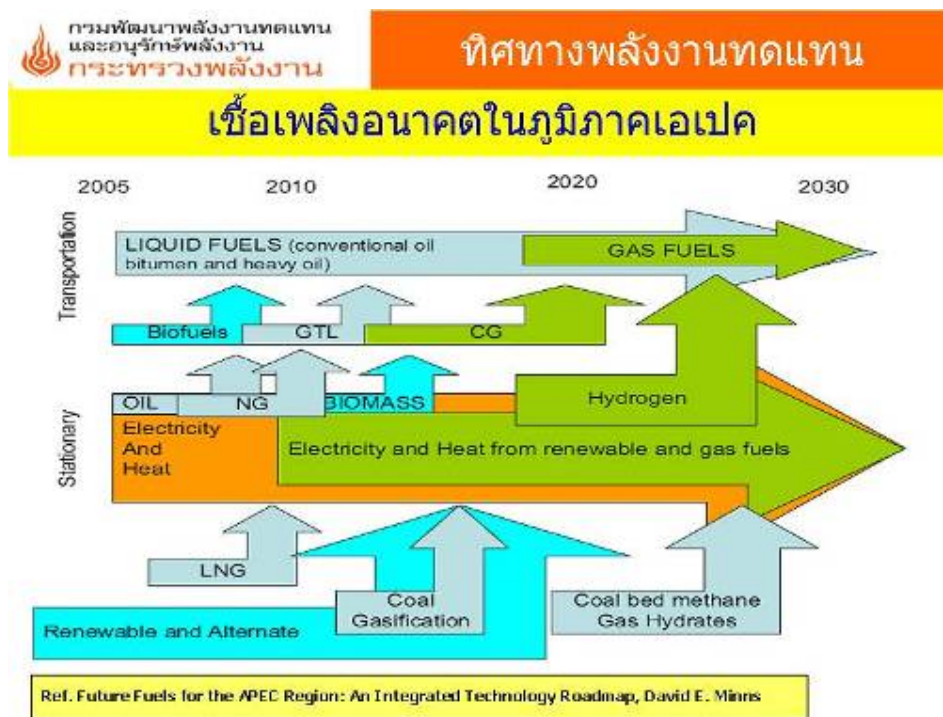 กรมพัฒนาพลังงานทดแทน
และอนุรักษ์พลังงาน
กระทรวงพลังงาน
ทิศทางพลังงานทดแทน
เชื้อเพลิงอนาคตในภูมิภาคเอเปค
2005 2010 2020 2030
Transportation
LIQUID FUELS (conventional oil
bitumen and heavy oil)
GAS FUELS
Biofuels GTL CG
Stationary
OIL NG BIOMASS
Hydrogen
Electricity
And
Heat
Electricity and Heat from renewable and gas fuels
LNG
Coal
Gasification
Coal bed methane
Gas Hydrates
Renewable and Alternate
Ref. Future Fuels for the APEC Region: An Integrated Technology Roadmap, David E. Minns